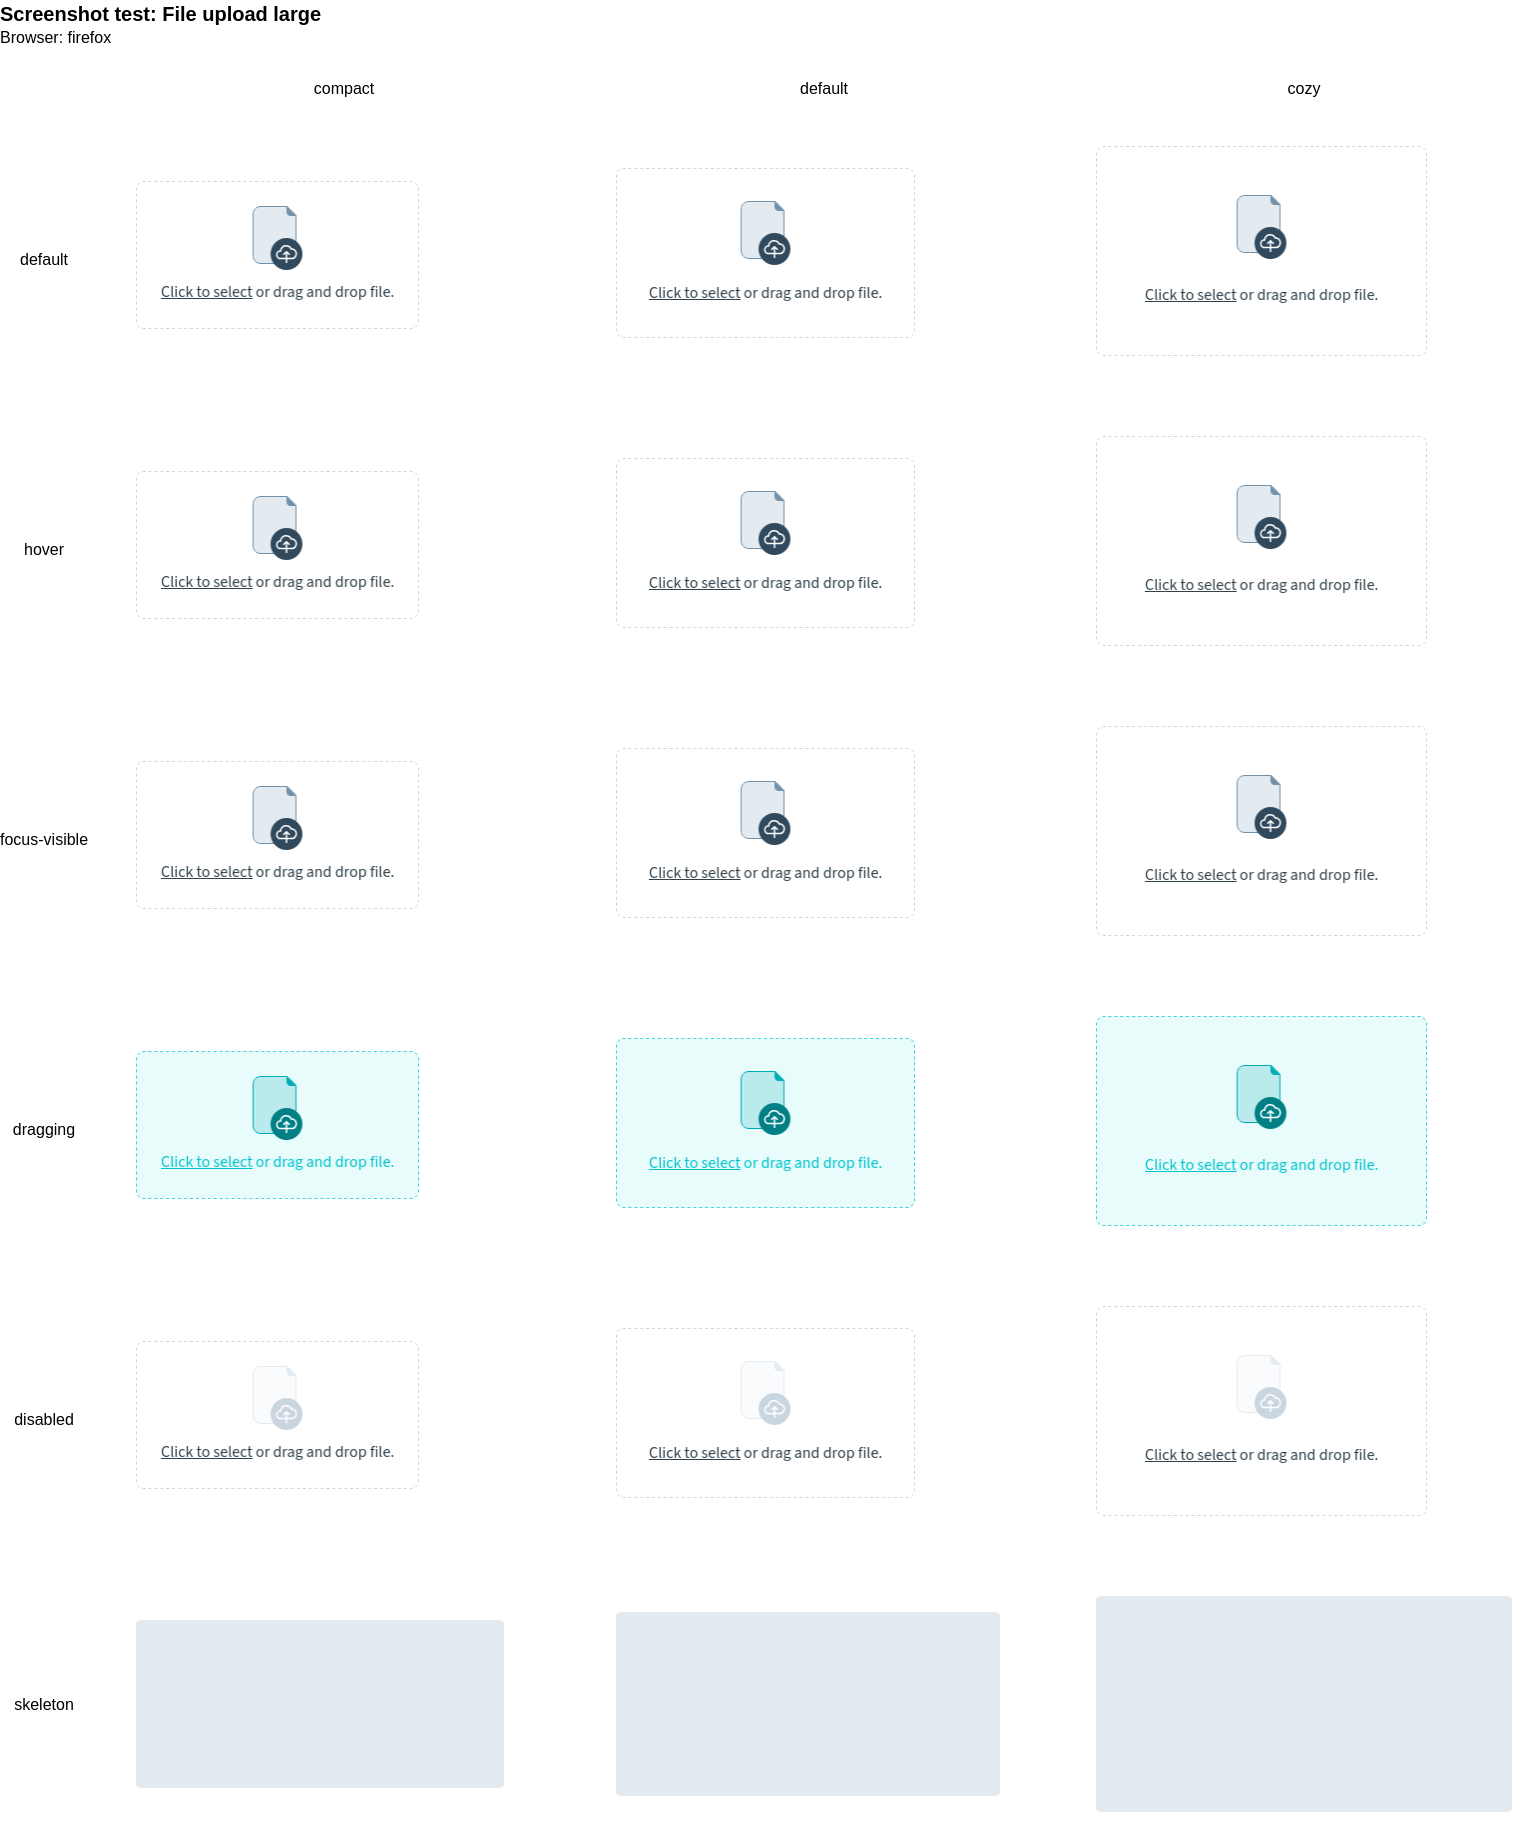 Screenshot test: File upload large
Browser: firefox
compact default cozy
default
Click to select or drag and drop file.
Click to select or drag and drop file.
Click to select or drag and drop file.
hover
Click to select or drag and drop file.
Click to select or drag and drop file.
Click to select or drag and drop file.
focus-visible
Click to select or drag and drop file.
Click to select or drag and drop file.
Click to select or drag and drop file.
dragging
Click to select or drag and drop file.
Click to select or drag and drop file.
Click to select or drag and drop file.
disabled
Click to select or drag and drop file.
Click to select or drag and drop file.
Click to select or drag and drop file.
skeleton